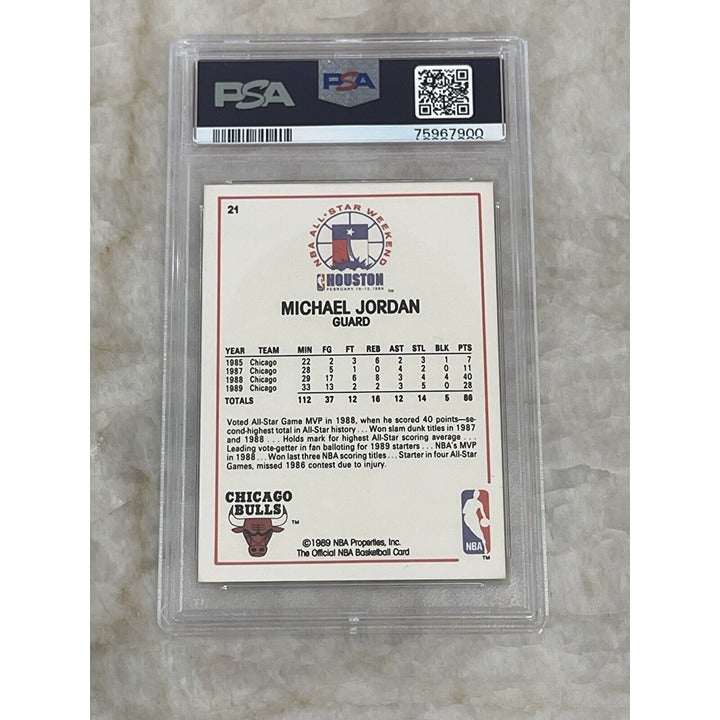 PSA
PSA
75967900
21
NBA ALL-STAR WEEKEND
HOUSTON
MICHAEL JORDAN
GUARD
YEAR TEAM MIN FG FT REB AST STL BLK PTS
1985 Chicago 22 2 3 6 2 3 1 7
1987 Chicago 28 5 1 0 4 2 0 11
1988 Chicago 29 17 6 8 3 4 4 40
1989 Chicago 33 13 2 2 3 5 0 28
TOTALS 112 37 12 16 12 14 5 86
Voted All-Star Game MVP in 1988, when he scored 40 points—se-
cond-highest total in All-Star history . . . Won slam dunk titles in 1987
and 1988 . . . Holds mark for highest All-Star scoring average . . .
Leading vote-getter in fan balloting for 1989 starters . . . NBA's MVP
in 1988 . . . Won last three NBA scoring titles . . . Starter in four All-Star
Games, missed 1986 contest due to injury.
CHICAGO
BULLS
TM
©1989 NBA Properties, Inc.
The Official NBA Basketball Card
NBA
TM